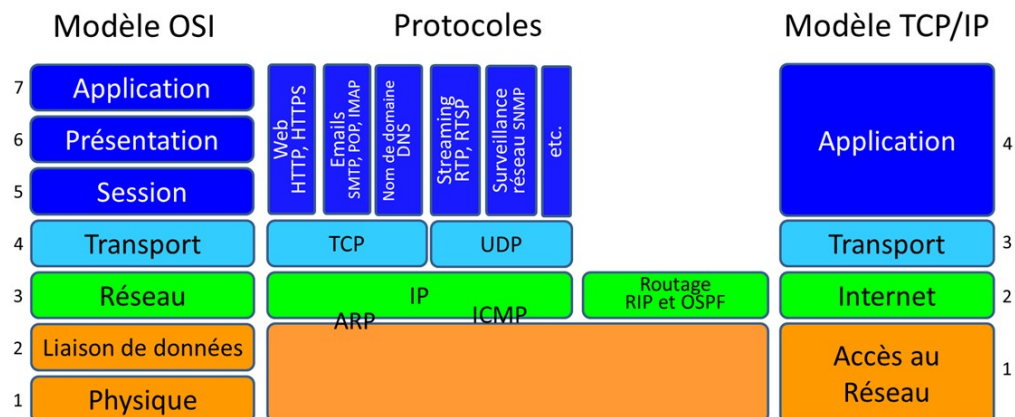 Modèle OSI
Protocoles
Modèle TCP/IP
7
Application
6
Présentation
5
Session
4
Transport
3
Réseau
2
Liaison de données
1
Physique
Web
HTTP, HTTPS
Emails
SMTP, POP, IMAP
Nom de domaine
DNS
Streaming
RTP, RTSP
Surveillance
réseau SNMP
etc.
TCP
UDP
IP
ARP
ICMP
Routage
RIP et OSPF
Application
4
Transport
3
Internet
2
Accès au
Réseau
1